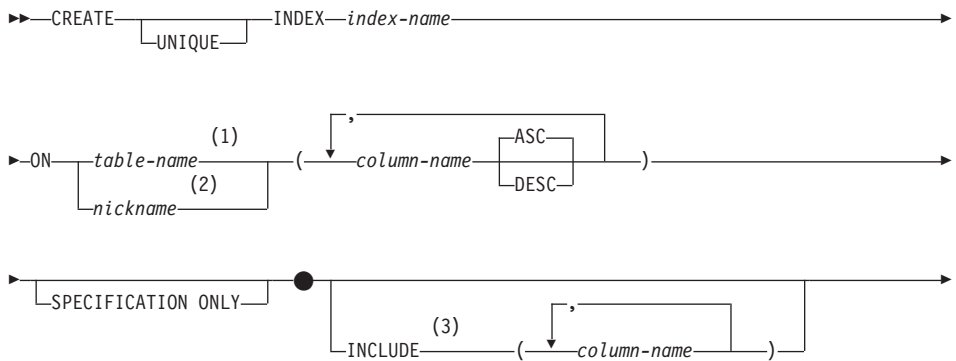 CREATE INDEX index-name
UNIQUE
,
(1) ASC
ON table-name ( column-name )
(2) DESC
nickname
SPECIFICATION ONLY
,
(3)
INCLUDE ( column-name )